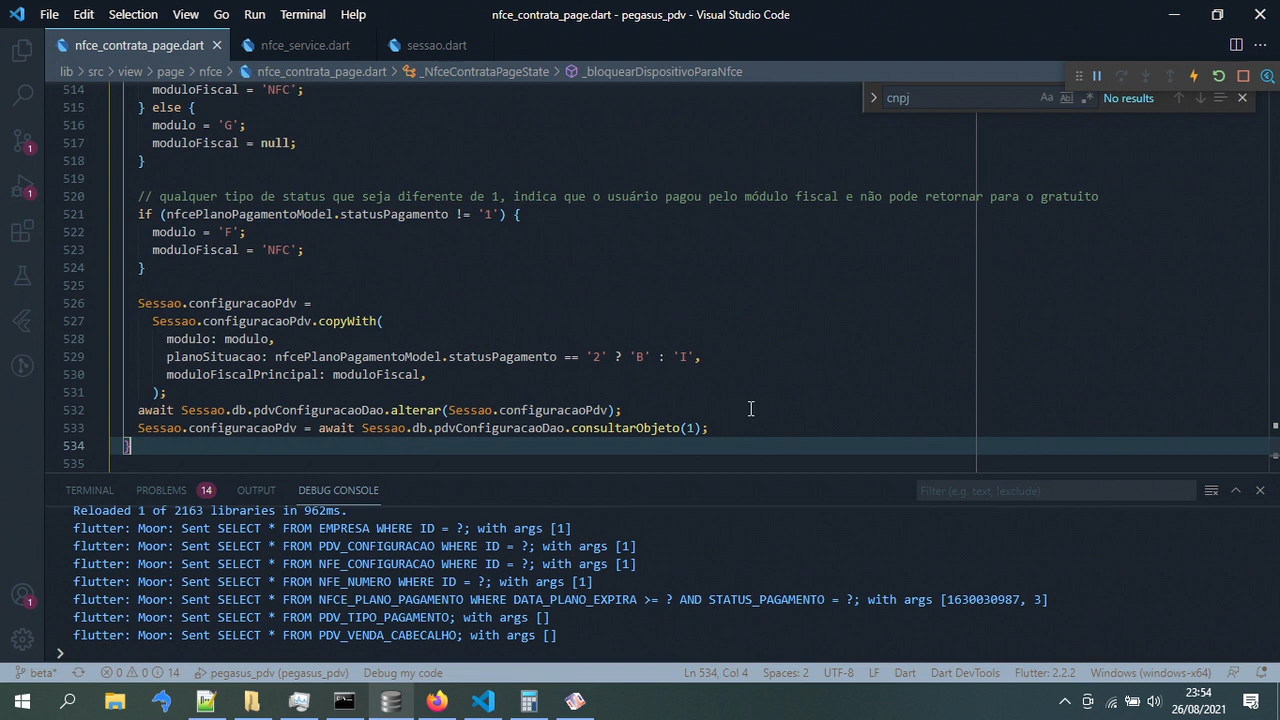 File Edit Selection View Go Run Terminal Help
nfce_contrata_page.dart - pegasus_pdv - Visual Studio Code
nfce_contrata_page.dart
nfce_service.dart
sessao.dart
lib > src > view > page > nfce > nfce_contrata_page.dart > _NfceContrataPageState > _bloquearDispositivoParaNfce
cnpj
Aa
Abl
No results
514 moduloFiscal = 'NFC';
515 } else {
516 modulo = 'G';
517 moduloFiscal = null;
518 }
519
520 // qualquer tipo de status que seja diferente de 1, indica que o usuário pagou pelo módulo fiscal e não pode retornar para o gratuito
521 if (nfcePlanoPagamentoModel.statusPagamento != '1') {
522 modulo = 'F';
523 moduloFiscal = 'NFC';
524 }
525
526 Sessao.configuracaoPdv =
527 Sessao.configuracaoPdv.copyWith(
528 modulo: modulo,
529 planoSituacao: nfcePlanoPagamentoModel.statusPagamento == '2' ? 'B' : 'I',
530 moduloFiscalPrincipal: moduloFiscal,
531 );
532 await Sessao.db.pdvConfiguracaoDao.alterar(Sessao.configuracaoPdv);
533 Sessao.configuracaoPdv = await Sessao.db.pdvConfiguracaoDao.consultarObjeto(1);
534 }
535
TERMINAL PROBLEMS 14 OUTPUT DEBUG CONSOLE
Filter (e.g. text, !exclude)
Reloaded 1 of 2163 libraries in 962ms.
flutter: Moor: Sent SELECT * FROM EMPRESA WHERE ID = ?; with args [1]
flutter: Moor: Sent SELECT * FROM PDV_CONFIGURACAO WHERE ID = ?; with args [1]
flutter: Moor: Sent SELECT * FROM NFE_CONFIGURACAO WHERE ID = ?; with args [1]
flutter: Moor: Sent SELECT * FROM NFE_NUMERO WHERE ID = ?; with args [1]
flutter: Moor: Sent SELECT * FROM NFCE_PLANO_PAGAMENTO WHERE DATA_PLANO_EXPIRA >= ? AND STATUS_PAGAMENTO = ?; with args [1630030987, 3]
flutter: Moor: Sent SELECT * FROM PDV_TIPO_PAGAMENTO; with args []
flutter: Moor: Sent SELECT * FROM PDV_VENDA_CABECALHO; with args []
1
1
1
beta* 0 0 14 pegasus_pdv (pegasus_pdv) Debug my code Ln 534, Col 4 Spaces: 2 UTF-8 LF Dart Dart DevTools Flutter: 2.2.2 Windows (windows-x64)
23:54
26/08/2021